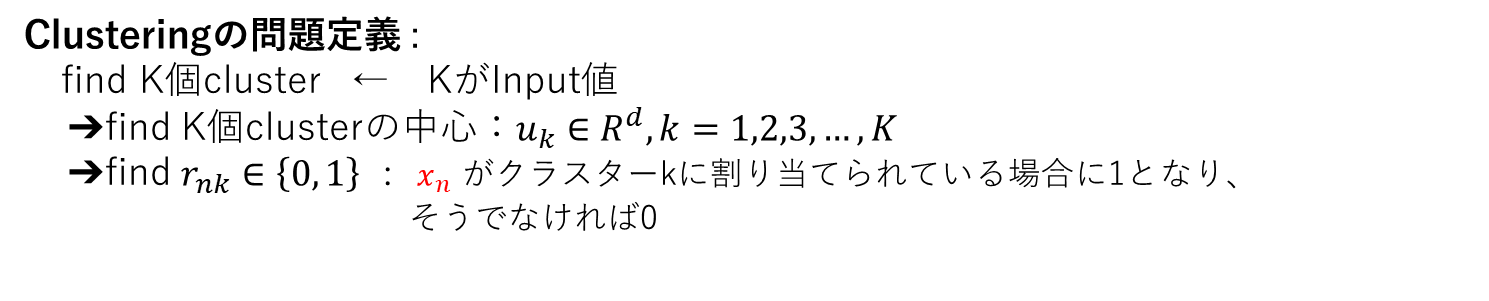 Clusteringの問題定義 :
find K個cluster ← KがInput値
➔find K個clusterの中心：𝑢ₖ ∈ 𝑅ᵈ, 𝑘 = 1,2,3, … , 𝐾
➔find 𝑟ₙₖ ∈ {0, 1} ： 𝑥ₙ がクラスターkに割り当てられている場合に1となり、
そうでなければ0